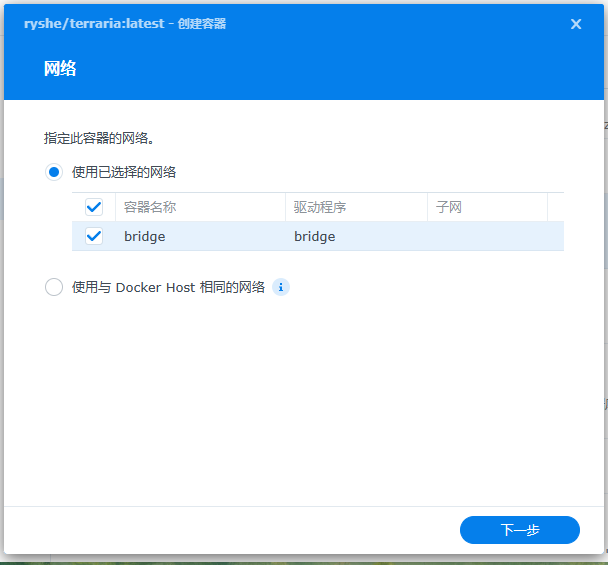 ryshe/terraria:latest - 创建容器
网络
指定此容器的网络。
使用已选择的网络
容器名称 驱动程序 子网
bridge bridge
使用与 Docker Host 相同的网络
下一步